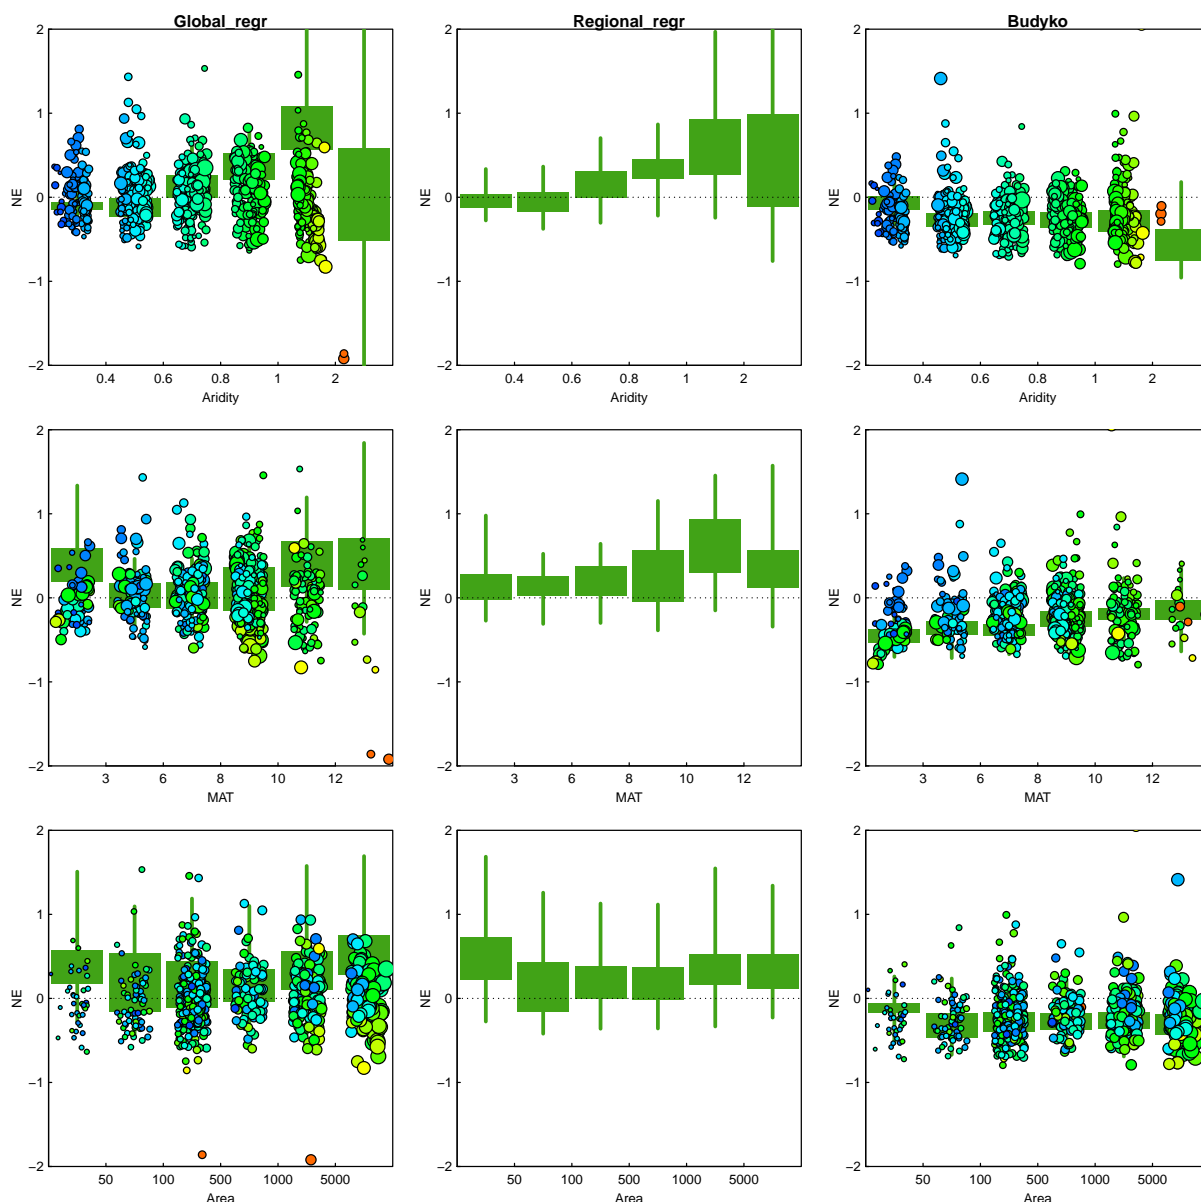 Global_regr Regional_regr Budyko
2 2 2
1 1 1
NE 0 NE 0 NE 0
−1 −1 −1
−2 −2 −2
0.4 0.6 0.8 1 2 0.4 0.6 0.8 1 2 0.4 0.6 0.8 1 2
Aridity Aridity Aridity
2 2 2
1 1 1
NE 0 NE 0 NE 0
−1 −1 −1
−2 −2 −2
3 6 8 10 12 3 6 8 10 12 3 6 8 10 12
MAT MAT MAT
2 2 2
1 1 1
NE 0 NE 0 NE 0
−1 −1 −1
−2 −2 −2
50 100 500 1000 5000 50 100 500 1000 5000 50 100 500 1000 5000
Area Area Area